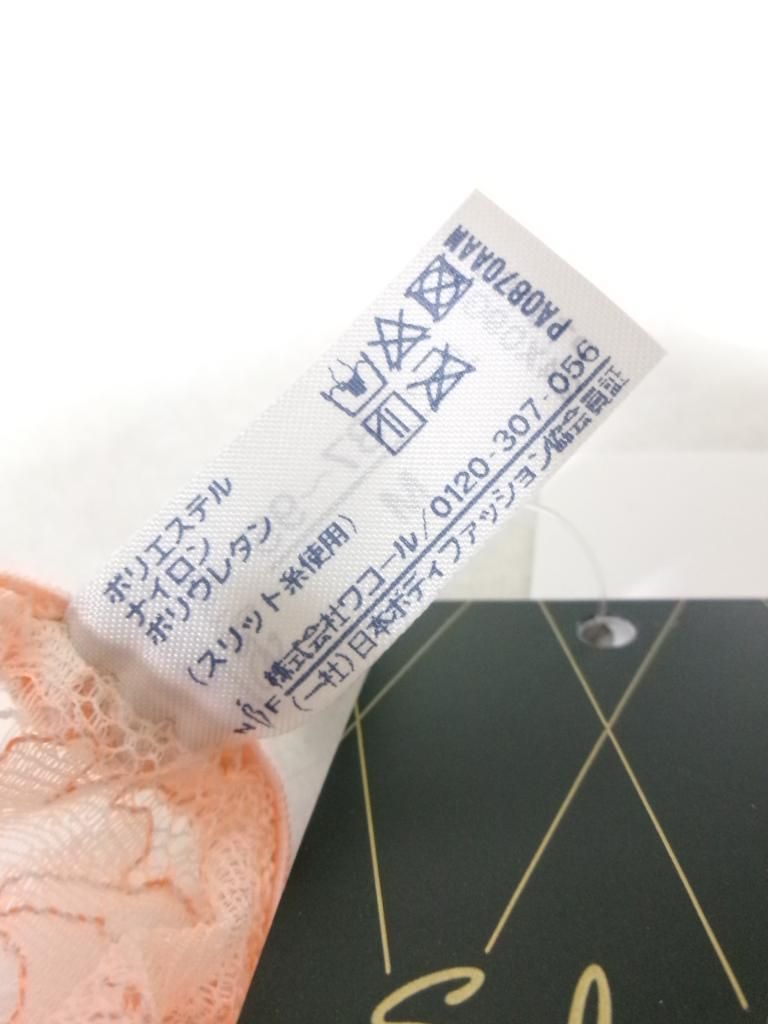 PA0870AAN
ポリエステル
ナイロン
ポリウレタン
(スリット糸使用)
株式会社ワコール/0120-307-056
NBF (一社)日本ボディファッション協会認証